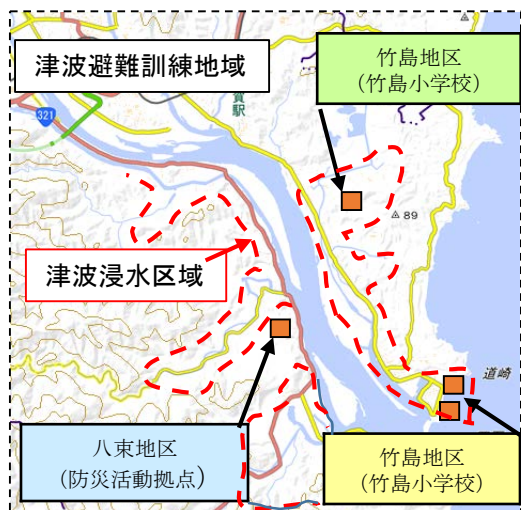 津波避難訓練地域
竹島地区
(竹島小学校)
賀駅
321
89
津波浸水区域
道崎
八束地区
(防災活動拠点)
竹島地区
(竹島小学校)